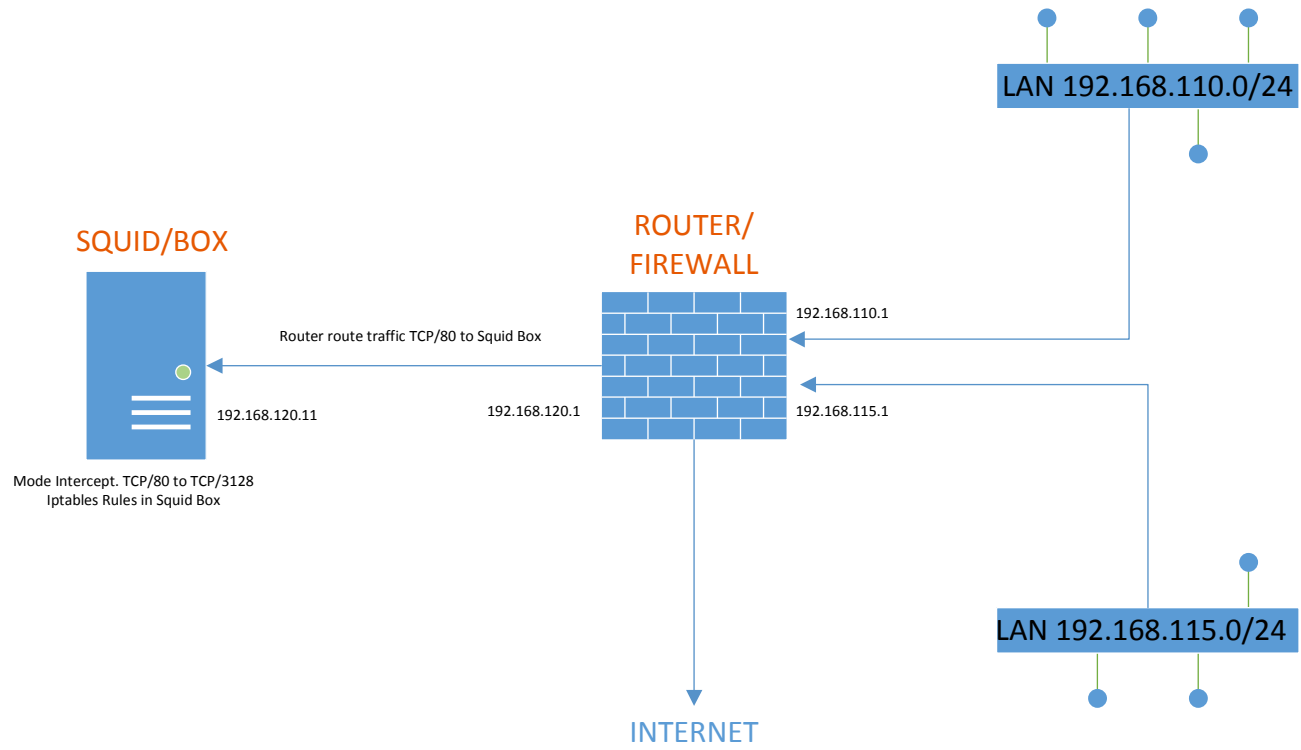 LAN 192.168.110.0/24
SQUID/BOX
ROUTER/
FIREWALL
192.168.110.1
Router route traffic TCP/80 to Squid Box
192.168.120.11
192.168.120.1
192.168.115.1
Mode Intercept. TCP/80 to TCP/3128
Iptables Rules in Squid Box
LAN 192.168.115.0/24
INTERNET